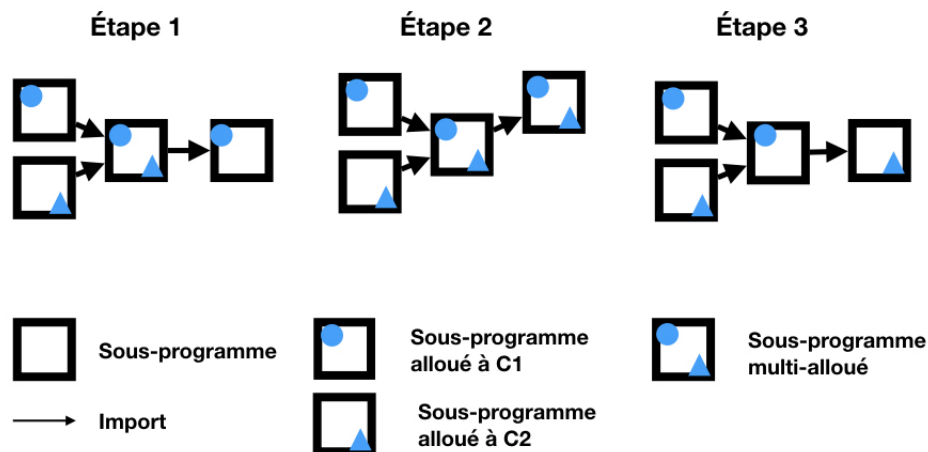 Étape 1
Étape 2
Étape 3
Sous-programme
Import
Sous-programme
alloué à C1
Sous-programme
alloué à C2
Sous-programme
multi-alloué